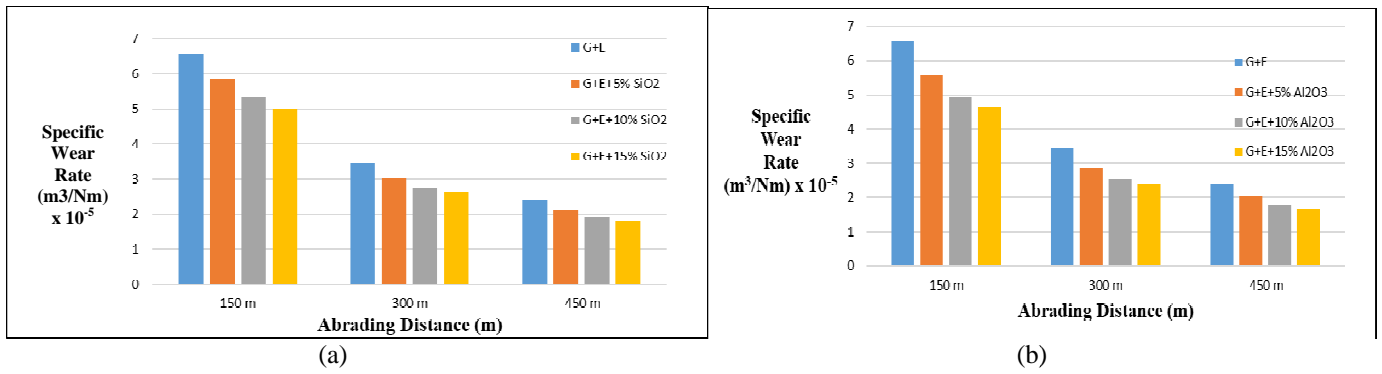 7
6
5
4
3
2
1
0
Specific
Wear
Rate
(m3/Nm)
x 10-5
G+E
G+E+5% SiO2
G+E+10% SiO2
G+E+15% SiO2
150 m
300 m
450 m
Abrading Distance (m)
(a)
7
6
5
4
3
2
1
0
Specific
Wear
Rate
(m³/Nm) x 10⁻⁵
G+F
G+E+5% Al2O3
G+E+10% Al2O3
G+E+15% Al2O3
150 m
300 m
450 m
Abrading Distance (m)
(b)